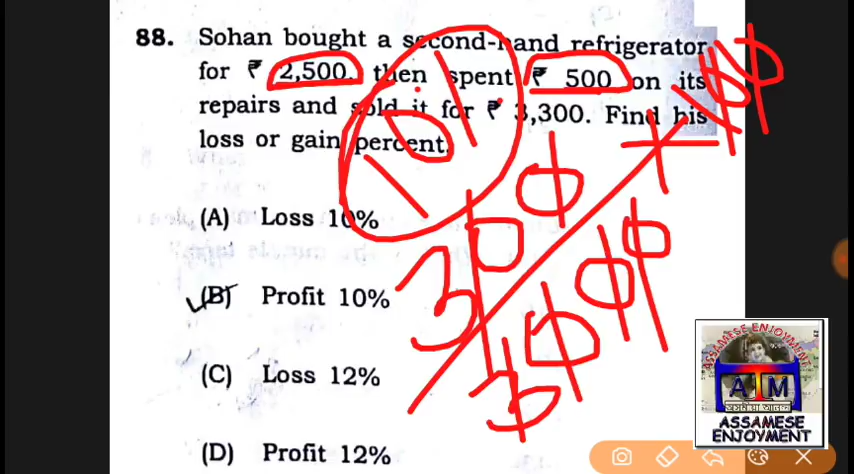 88. Sohan bought a second-hand refrigerator
for ₹ 2,500 then spent ₹ 500 on its
repairs and sold it for ₹ 3,300. Find his
loss or gain percent.
(A) Loss 10%
(B) Profit 10%
(C) Loss 12%
(D) Profit 12%
10%
300
3000
×100
ASSAMESE ENJOYMENT
ATM
ASSAMESE
ENJOYMENT